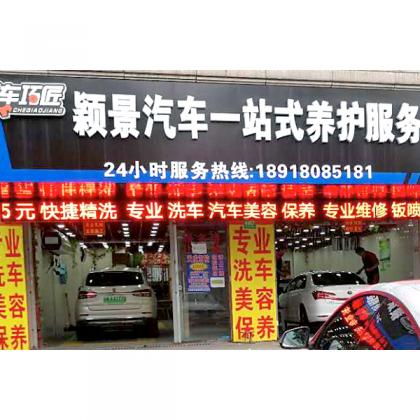 车巧匠
CHEQIAOJIANG
颖景汽车一站式养护服务
24小时服务热线:18918085181
5元 快捷精洗 专业 洗车 汽车美容 保养 专业维修 钣喷
专业
洗车
美容
保养
专业
洗车
美容
保养